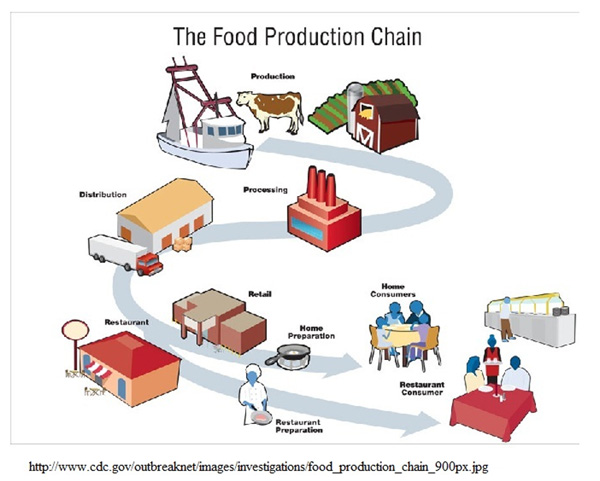 The Food Production Chain
Production
Processing
Distribution
Retail
Home
Consumers
Restaurant
Home
Preparation
Restaurant
Consumer
Restaurant
Preparation
http://www.cdc.gov/outbreaknet/images/investigations/food_production_chain_900px.jpg